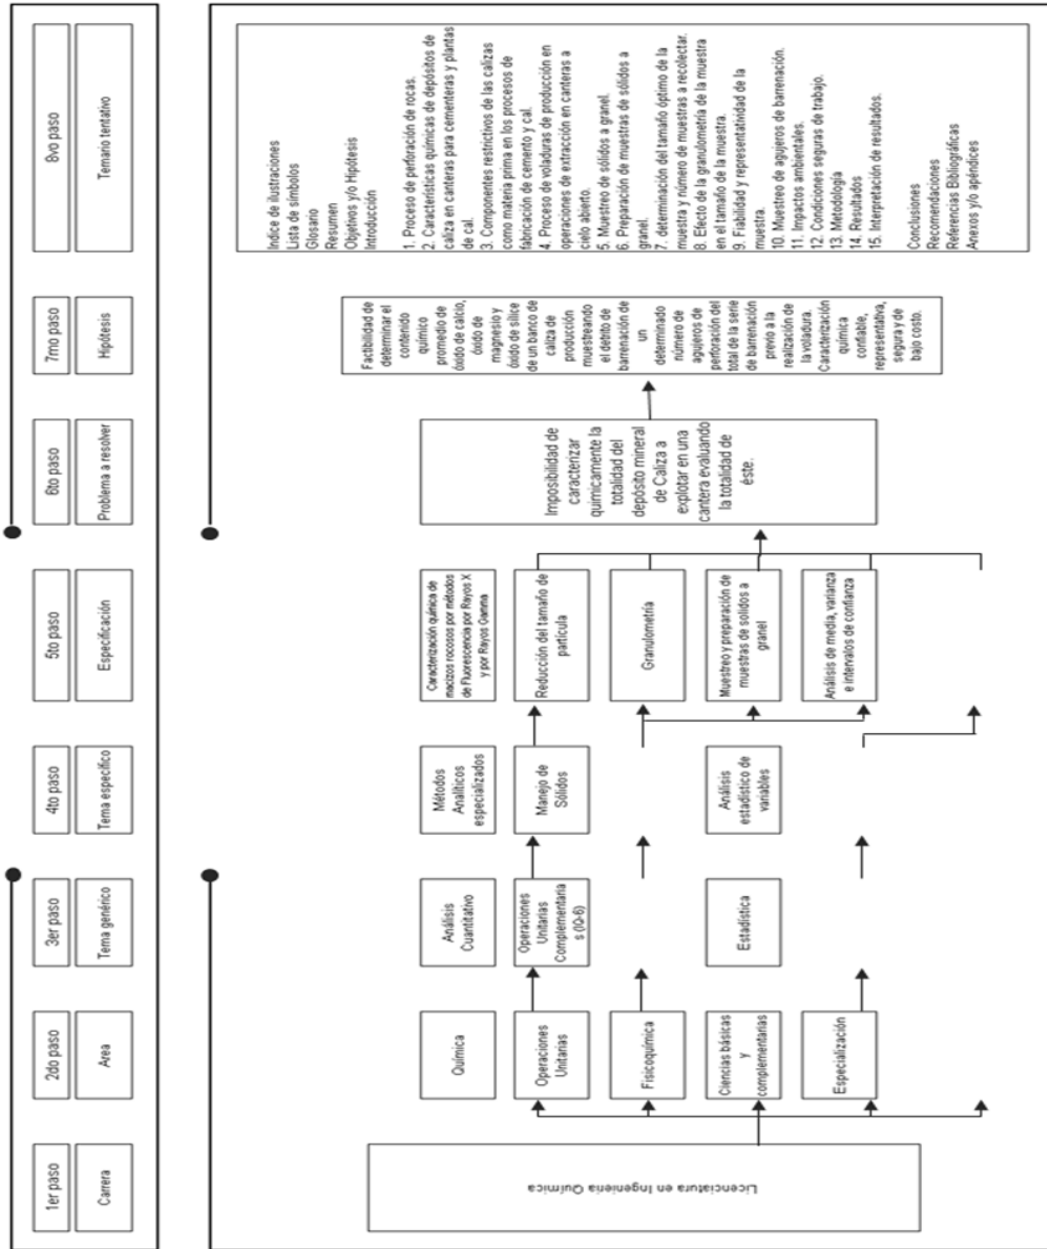 1er paso
Carrera
2do paso
Area
3er paso
Tema genérico
4to paso
Tema específico
5to paso
Especificación
6to paso
Problema a resolver
7mo paso
Hipótesis
8vo paso
Temario tentativo
Licenciatura en Ingeniería Química
Química
Operaciones
Unitarias
Fisicoquímica
Ciencias básicas
y
complementarias
Especialización
Análisis
Cuantitativo
Operaciones
Unitarias
Complementaria
s (IQ-6)
Estadística
Métodos
Analíticos
especializados
Manejo de
Sólidos
Análisis
estadístico de
variables
Caracterización química de
macizos rocosos por métodos
de Fluorescencia por Rayos X
y por Rayos Gamma
Reducción del tamaño de
partícula
Granulometría
Muestreo y preparación de
muestras de solidos a
granel
Análisis de media, varianza
e intervalos de confianza
Imposibilidad de
caracterizar
químicamente la
totalidad del
depósito mineral
de Caliza a
explotar en una
cantera evaluando
la totalidad de
éste.
Factibilidad de
determinar el
contenido
químico
promedio de
óxido de calcio,
óxido de
magnesio y
óxido de sílice
de un banco de
caliza de
producción
muestreando
el detrito de
barrenación de
un
determinado
número de
agujeros de
perforación del
total de la serie
de barrenación
previo a la
realización de
la voladura.
Caracterización
química
confiable,
representativa,
segura y de
bajo costo.
Indice de ilustraciones
Lista de símbolos
Glosario
Resumen
Objetivos y/o Hipótesis
Introducción
1. Proceso de perforación de rocas.
2. Características químicas de depósitos de
caliza en canteras para cementeras y plantas
de cal.
3. Componentes restrictivos de las calizas
como materia prima en los procesos de
fabricación de cemento y cal.
4. Proceso de voladuras de producción en
operaciones de extracción en canteras a
cielo abierto.
5. Muestreo de sólidos a granel.
6. Preparación de muestras de sólidos a
granel.
7. determinación del tamaño óptimo de la
muestra y número de muestras a recolectar.
8. Efecto de la granulometría de la muestra
en el tamaño de la muestra.
9. Fiabilidad y representatividad de la
muestra.
10. Muestreo de agujeros de barrenación.
11. Impactos ambientales.
12. Condiciones seguras de trabajo.
13. Metodología
14. Resultados
15. Interpretación de resultados.
Conclusiones
Recomendaciones
Referencias Bibliográficas
Anexos y/o apéndices